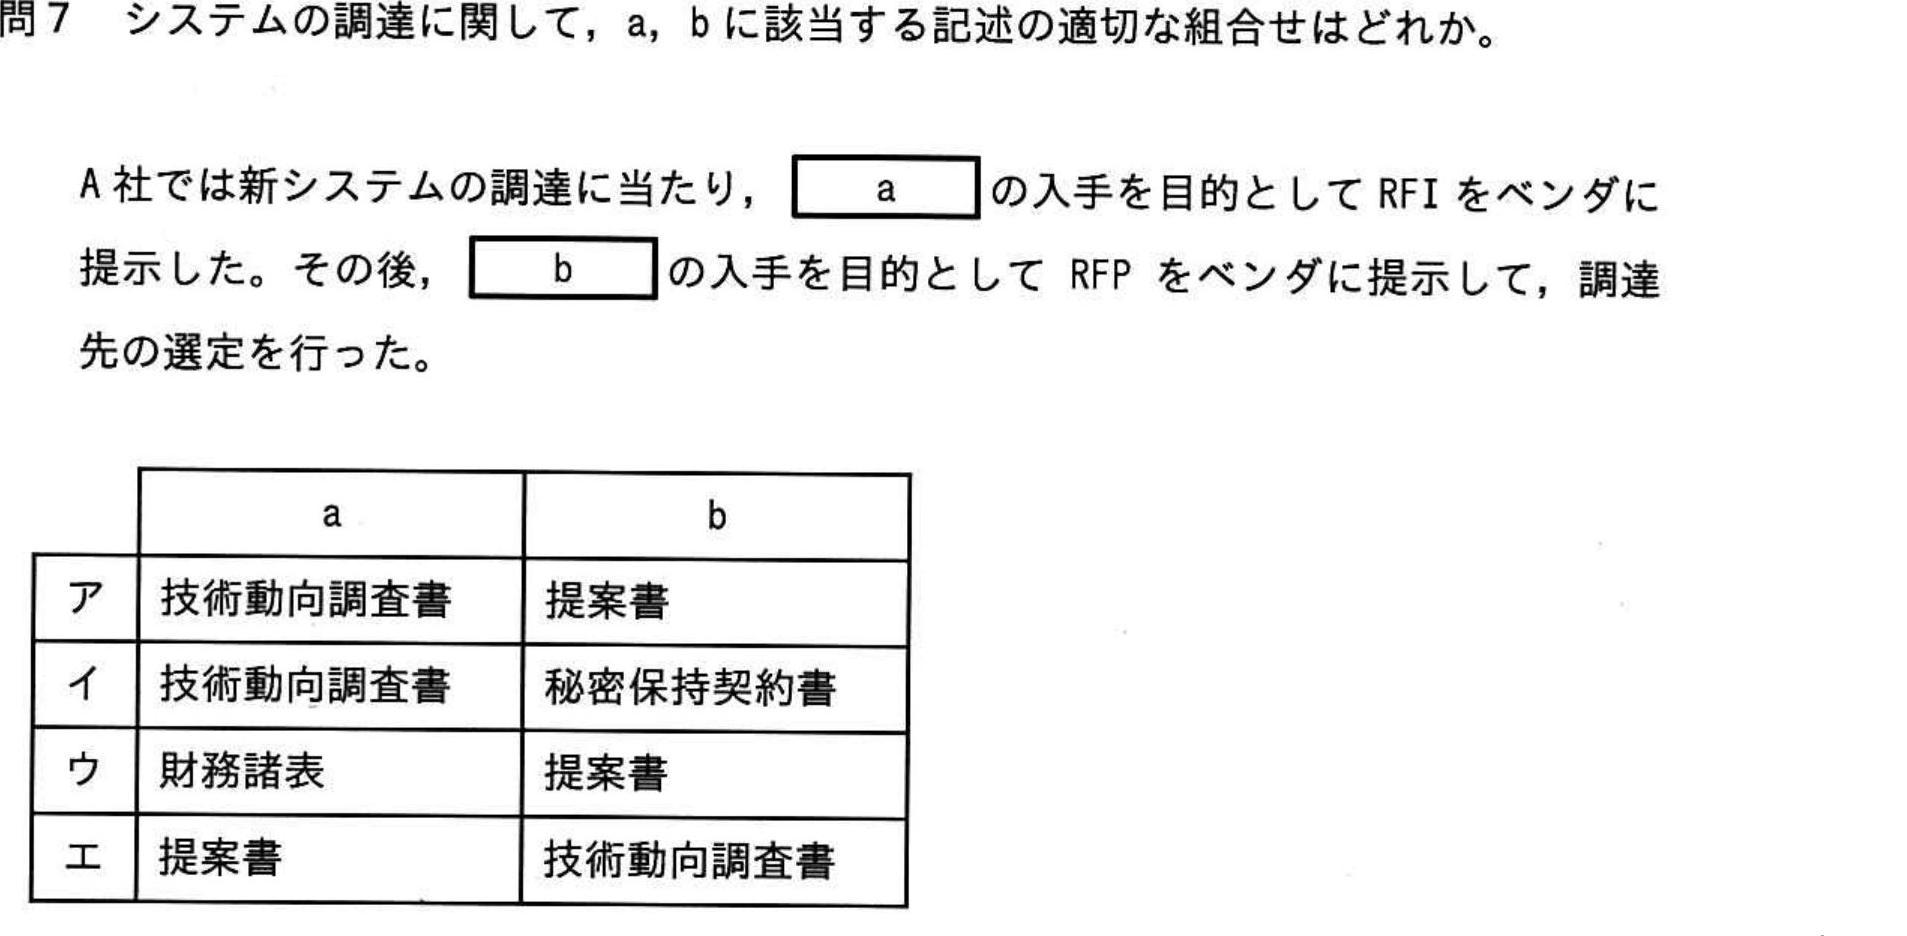 問7 システムの調達に関して，a，bに該当する記述の適切な組合せはどれか。
A社では新システムの調達に当たり， a の入手を目的として RFI をベンダに
提示した。その後， b の入手を目的として RFP をベンダに提示して，調達
先の選定を行った。
a b
ア 技術動向調査書 提案書
イ 技術動向調査書 秘密保持契約書
ウ 財務諸表 提案書
エ 提案書 技術動向調査書